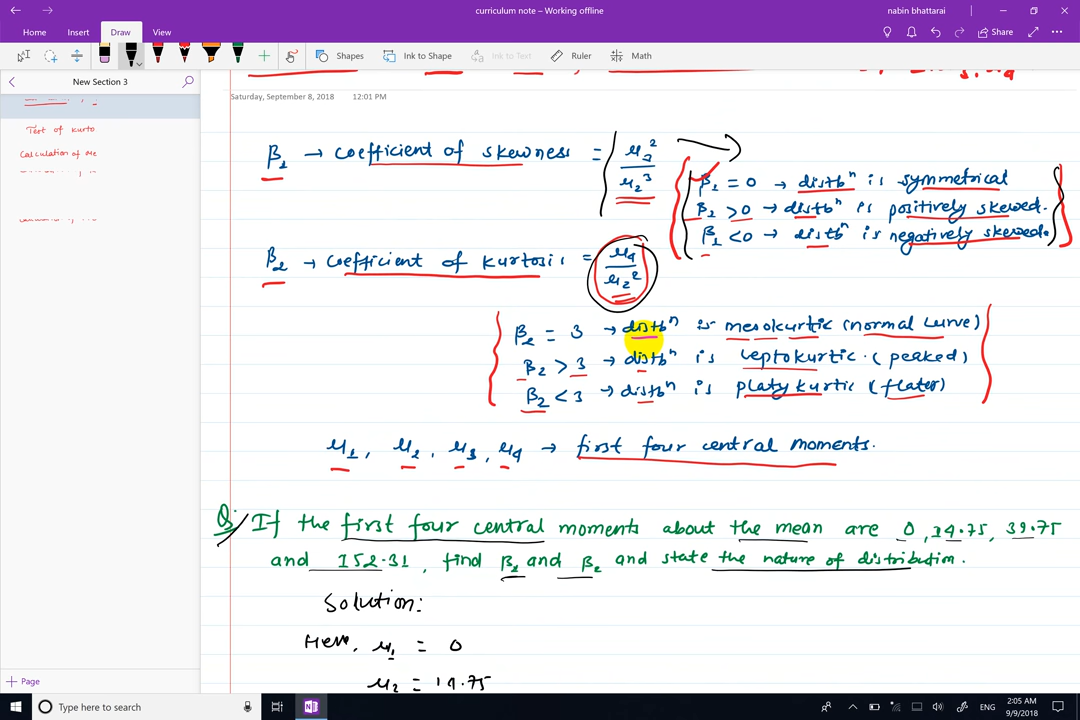 curriculum note – Working offline
nabin bhattarai
Home Insert Draw View
Share
Shapes Ink to Shape Ink to Text Ruler Math
New Section 3
Saturday, September 8, 2018 12:01 PM
Test of kurto
Calculation of Me
β₁ → coefficient of skewness = μ₃² / μ₂³
β₁ = 0 → distbⁿ is symmetrical
β₁ > 0 → distbⁿ is positively skewed.
β₁ < 0 → distbⁿ is negatively skewed.
β₂ → coefficient of kurtosis = μ₄ / μ₂²
β₂ = 3 → distbⁿ is mesokurtic (normal curve)
β₂ > 3 → distbⁿ is leptokurtic. (peaked)
β₂ < 3 → distbⁿ is platykurtic (flater)
μ₁, μ₂, μ₃, μ₄ → first four central moments.
Q: If the first four central moments about the mean are 0, 14.75, 39.75
and 152.31, find β₁ and β₂ and state the nature of distribution.
Solution:
Here, μ₁ = 0
μ₂ = 14.75
Page
Type here to search
ENG
2:05 AM
9/9/2018